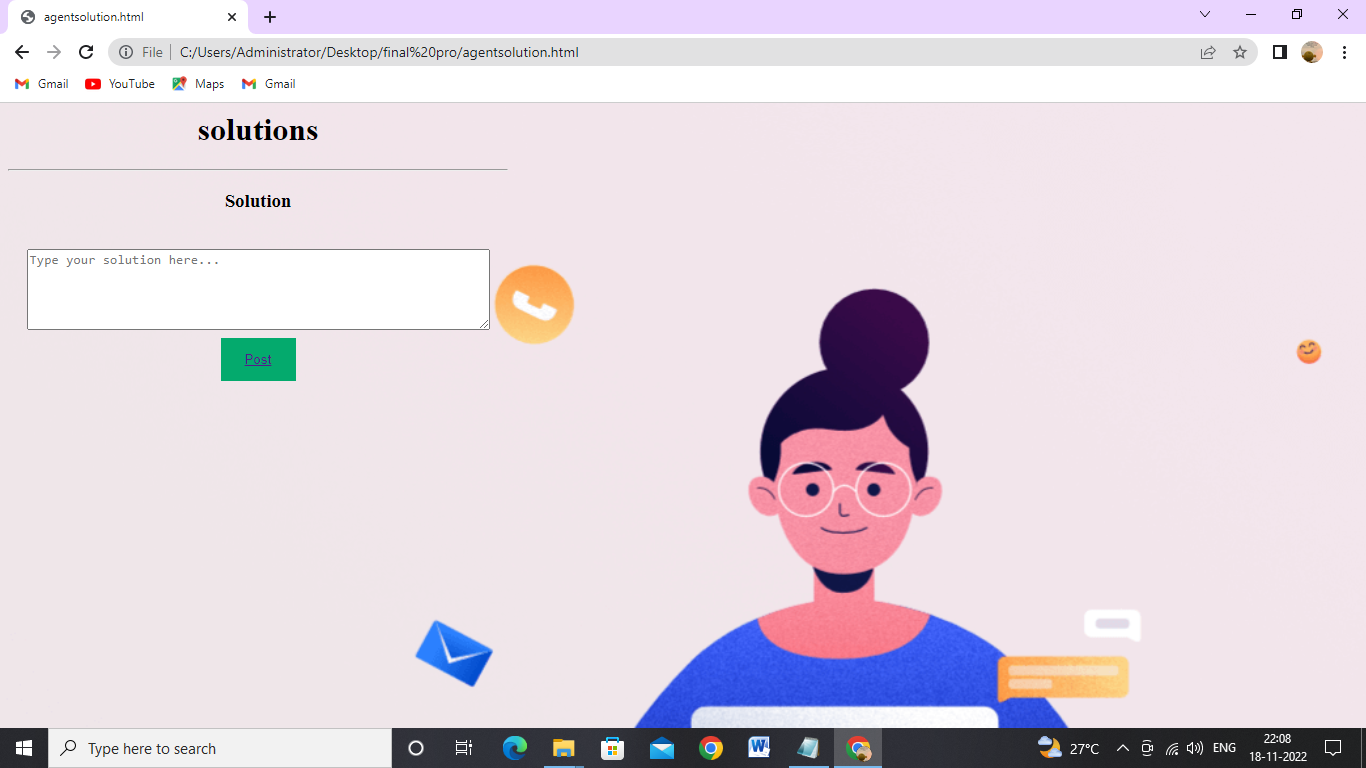 agentsolution.html
File | C:/Users/Administrator/Desktop/final%20pro/agentsolution.html
Gmail YouTube Maps Gmail
solutions
Solution
Type your solution here...
Post
Type here to search
27°C ENG 22:08
18-11-2022